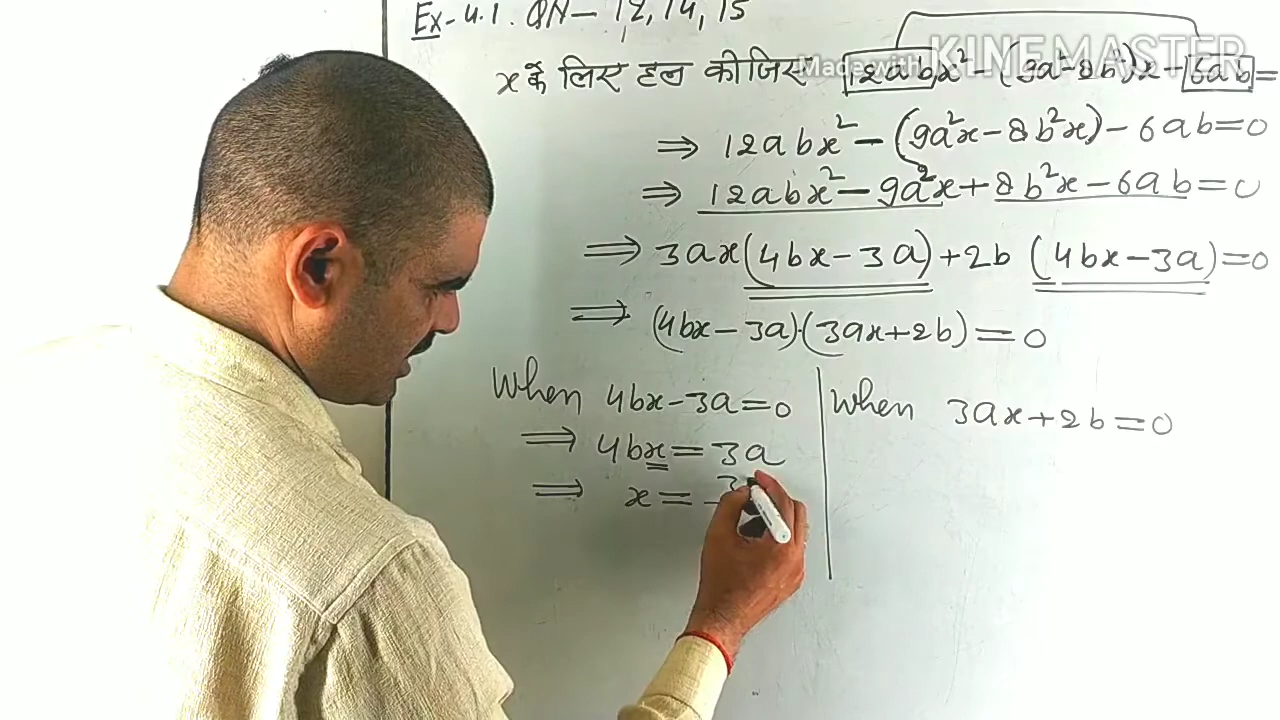 Ex-4.1. QN- 12, 14, 15
x के लिए हल कीजिए 12abx² - (9a²-8b²)x - 6ab =
Made with KINEMASTER
⇒ 12abx² - (9a²x - 8b²x) - 6ab = 0
⇒ 12abx² - 9a²x + 8b²x - 6ab = 0
⇒ 3ax(4bx - 3a) + 2b (4bx - 3a) = 0
⇒ (4bx - 3a)·(3ax + 2b) = 0
When 4bx - 3a = 0
⇒ 4bx = 3a
⇒ x = 3
When 3ax + 2b = 0